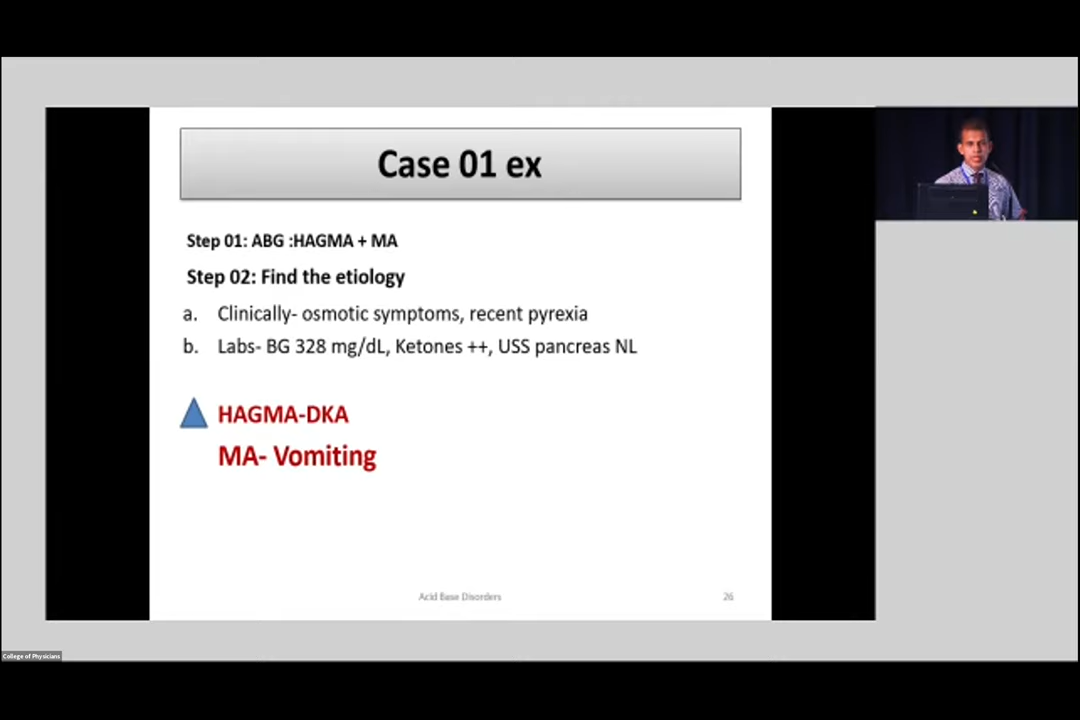 Case 01 ex
Step 01: ABG :HAGMA + MA
Step 02: Find the etiology
a. Clinically- osmotic symptoms, recent pyrexia
b. Labs- BG 328 mg/dL, Ketones ++, USS pancreas NL
HAGMA-DKA
MA- Vomiting
Acid Base Disorders 26
College of Physicians